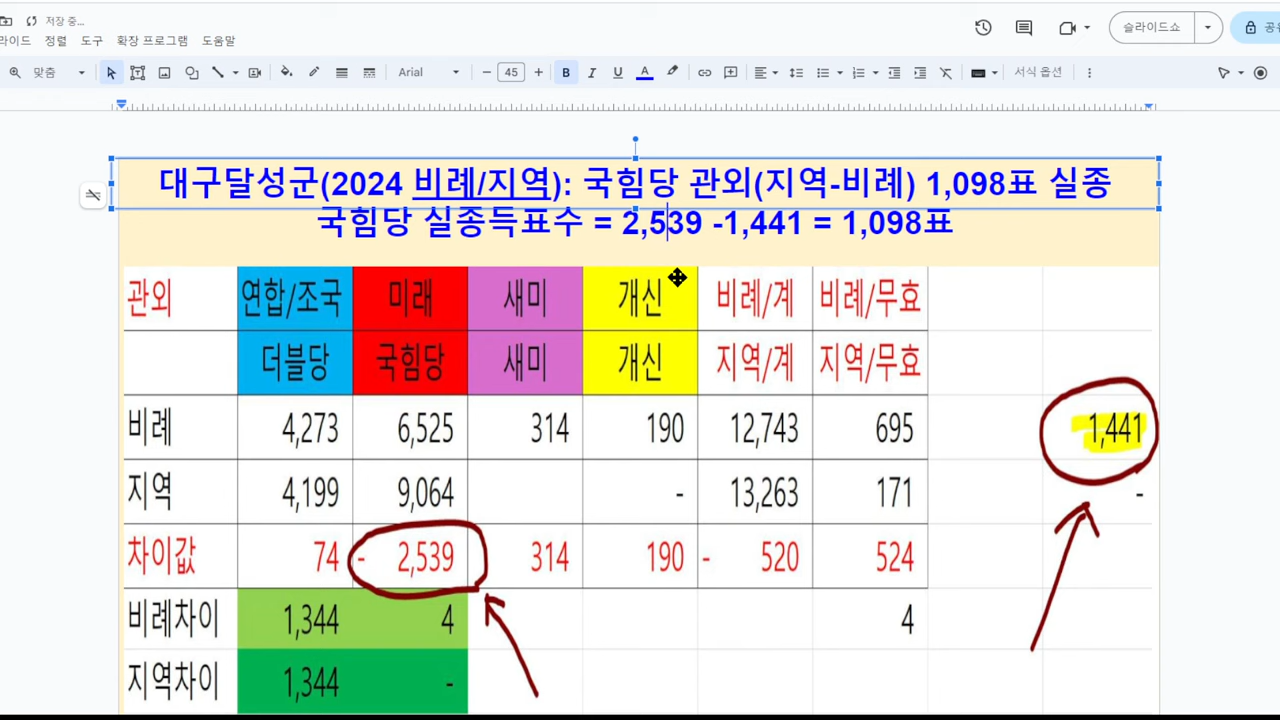 저장 중...
라이드 정렬 도구 확장 프로그램 도움말
슬라이드쇼
맞춤 Arial 45 B I U A 서식 옵션
대구달성군(2024 비례/지역): 국힘당 관외(지역-비례) 1,098표 실종
국힘당 실종득표수 = 2,539 -1,441 = 1,098표
관외 연합/조국 미래 새미 개신 비례/계 비례/무효
더블당 국힘당 새미 개신 지역/계 지역/무효
비례 4,273 6,525 314 190 12,743 695 1,441
지역 4,199 9,064 - 13,263 171 -
차이값 74 - 2,539 314 190 - 520 524
비례차이 1,344 4 4
지역차이 1,344 -